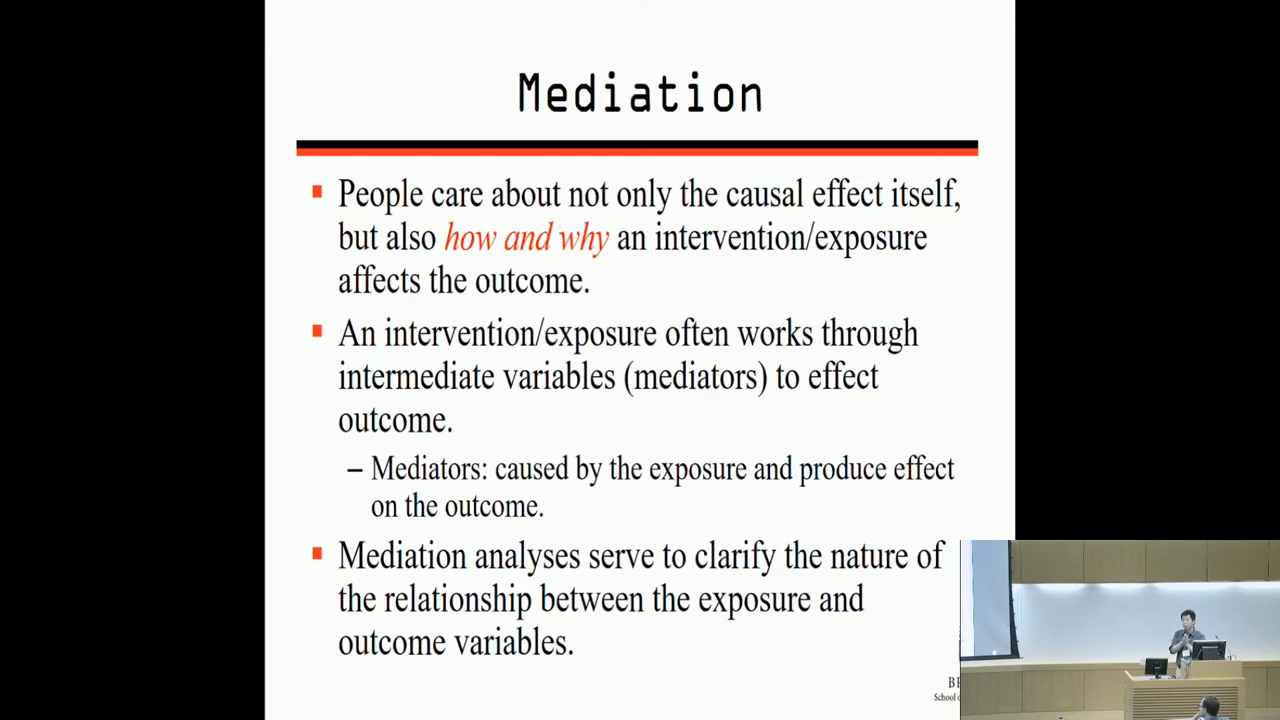 Mediation
▪ People care about not only the causal effect itself,
but also how and why an intervention/exposure
affects the outcome.
▪ An intervention/exposure often works through
intermediate variables (mediators) to effect
outcome.
– Mediators: caused by the exposure and produce effect
on the outcome.
▪ Mediation analyses serve to clarify the nature of
the relationship between the exposure and
outcome variables.
School